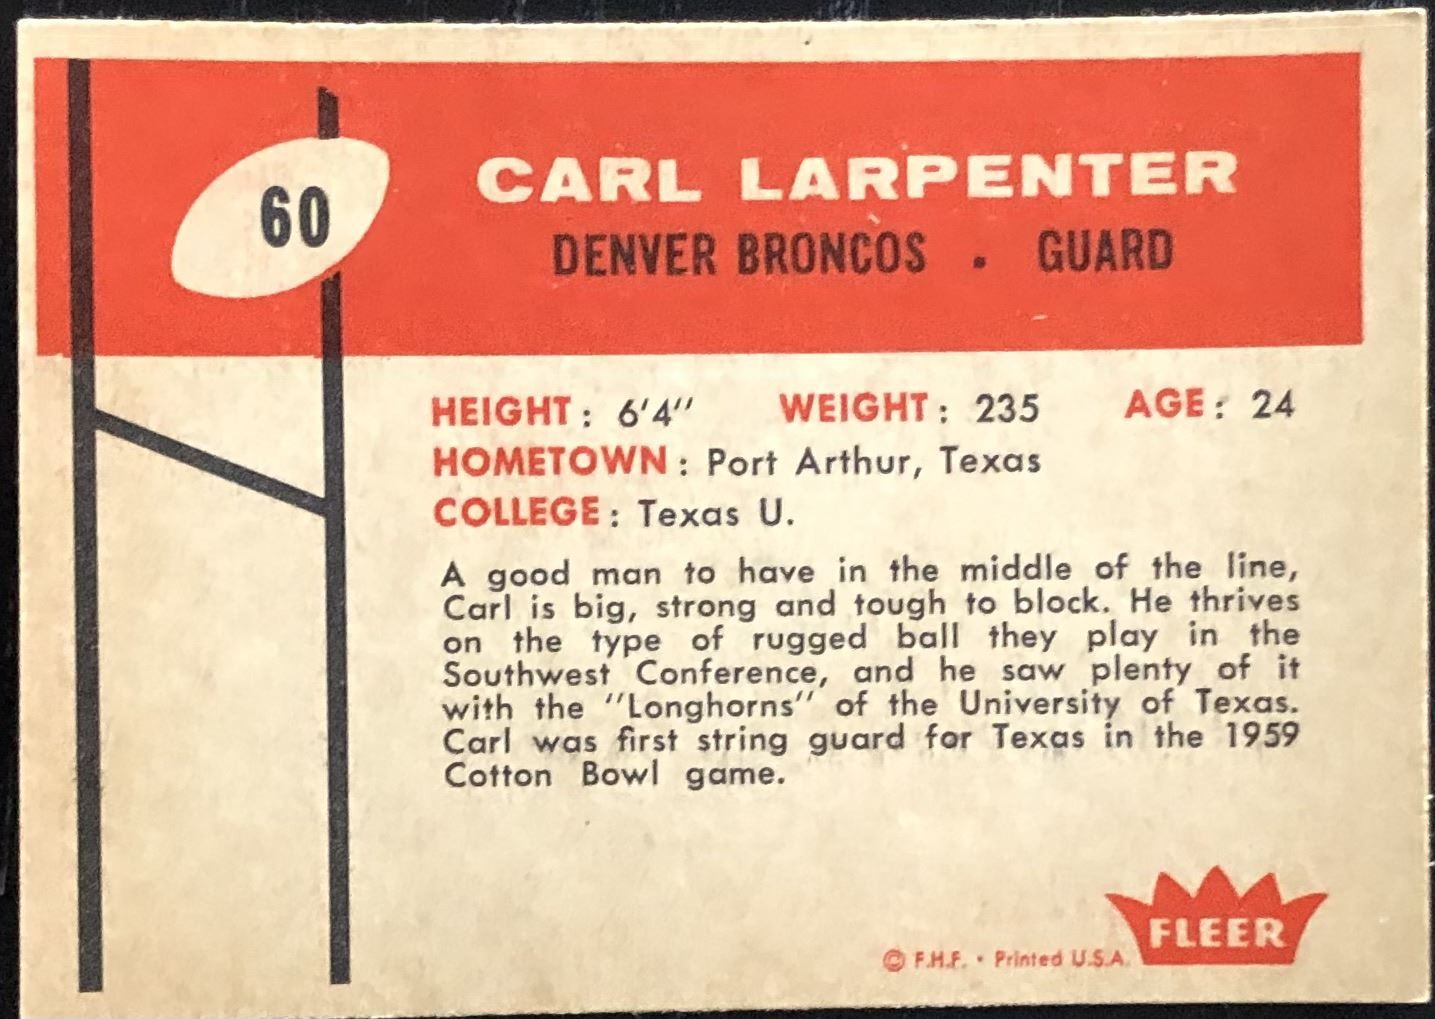 60
CARL LARPENTER
DENVER BRONCOS . GUARD
HEIGHT: 6'4" WEIGHT: 235 AGE: 24
HOMETOWN: Port Arthur, Texas
COLLEGE: Texas U.
A good man to have in the middle of the line,
Carl is big, strong and tough to block. He thrives
on the type of rugged ball they play in the
Southwest Conference, and he saw plenty of it
with the "Longhorns" of the University of Texas.
Carl was first string guard for Texas in the 1959
Cotton Bowl game.
FLEER
© F.H.F. • Printed U.S.A.